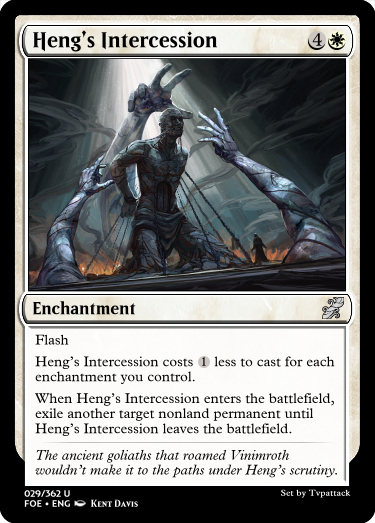 Heng's Intercession 4
Enchantment
Flash
Heng's Intercession costs 1 less to cast for each
enchantment you control.
When Heng's Intercession enters the battlefield,
exile another target nonland permanent until
Heng's Intercession leaves the battlefield.
The ancient goliaths that roamed Vinimroth
wouldn't make it to the paths under Heng's scrutiny.
029/362 U
FOE • ENG Kent Davis
Set by Tvpattack